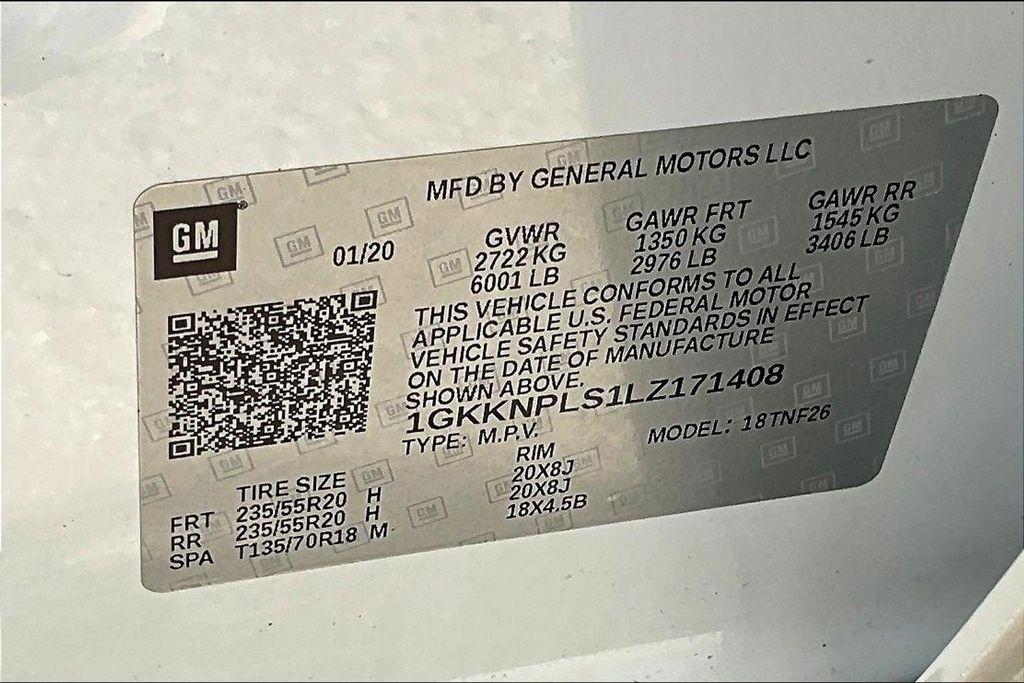 MFD BY GENERAL MOTORS LLC
GM®
01/20
GVWR GAWR FRT GAWR RR
2722 KG 1350 KG 1545 KG
6001 LB 2976 LB 3406 LB
THIS VEHICLE CONFORMS TO ALL
APPLICABLE U.S. FEDERAL MOTOR
VEHICLE SAFETY STANDARDS IN EFFECT
ON THE DATE OF MANUFACTURE
SHOWN ABOVE.
1GKKNPLS1LZ171408
TYPE: M.P.V. MODEL: 18TNF26
TIRE SIZE RIM
FRT 235/55R20 H 20X8J
RR 235/55R20 H 20X8J
SPA T135/70R18 M 18X4.5B